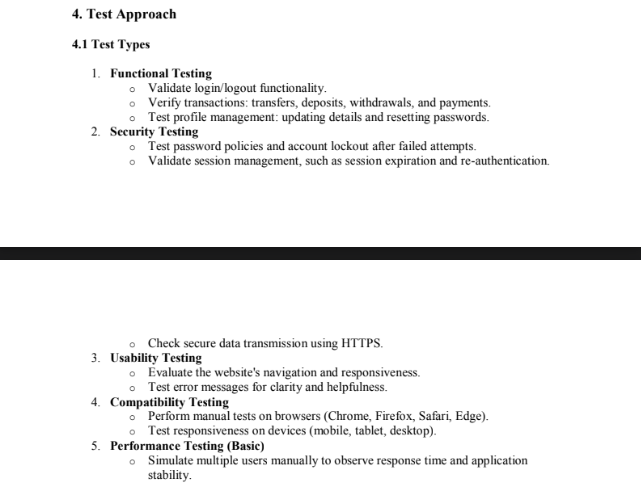 4. Test Approach
4.1 Test Types
1. Functional Testing
o Validate login/logout functionality.
o Verify transactions: transfers, deposits, withdrawals, and payments.
o Test profile management: updating details and resetting passwords.
2. Security Testing
o Test password policies and account lockout after failed attempts.
o Validate session management, such as session expiration and re-authentication.
o Check secure data transmission using HTTPS.
3. Usability Testing
o Evaluate the website's navigation and responsiveness.
o Test error messages for clarity and helpfulness.
4. Compatibility Testing
o Perform manual tests on browsers (Chrome, Firefox, Safari, Edge).
o Test responsiveness on devices (mobile, tablet, desktop).
5. Performance Testing (Basic)
o Simulate multiple users manually to observe response time and application
stability.